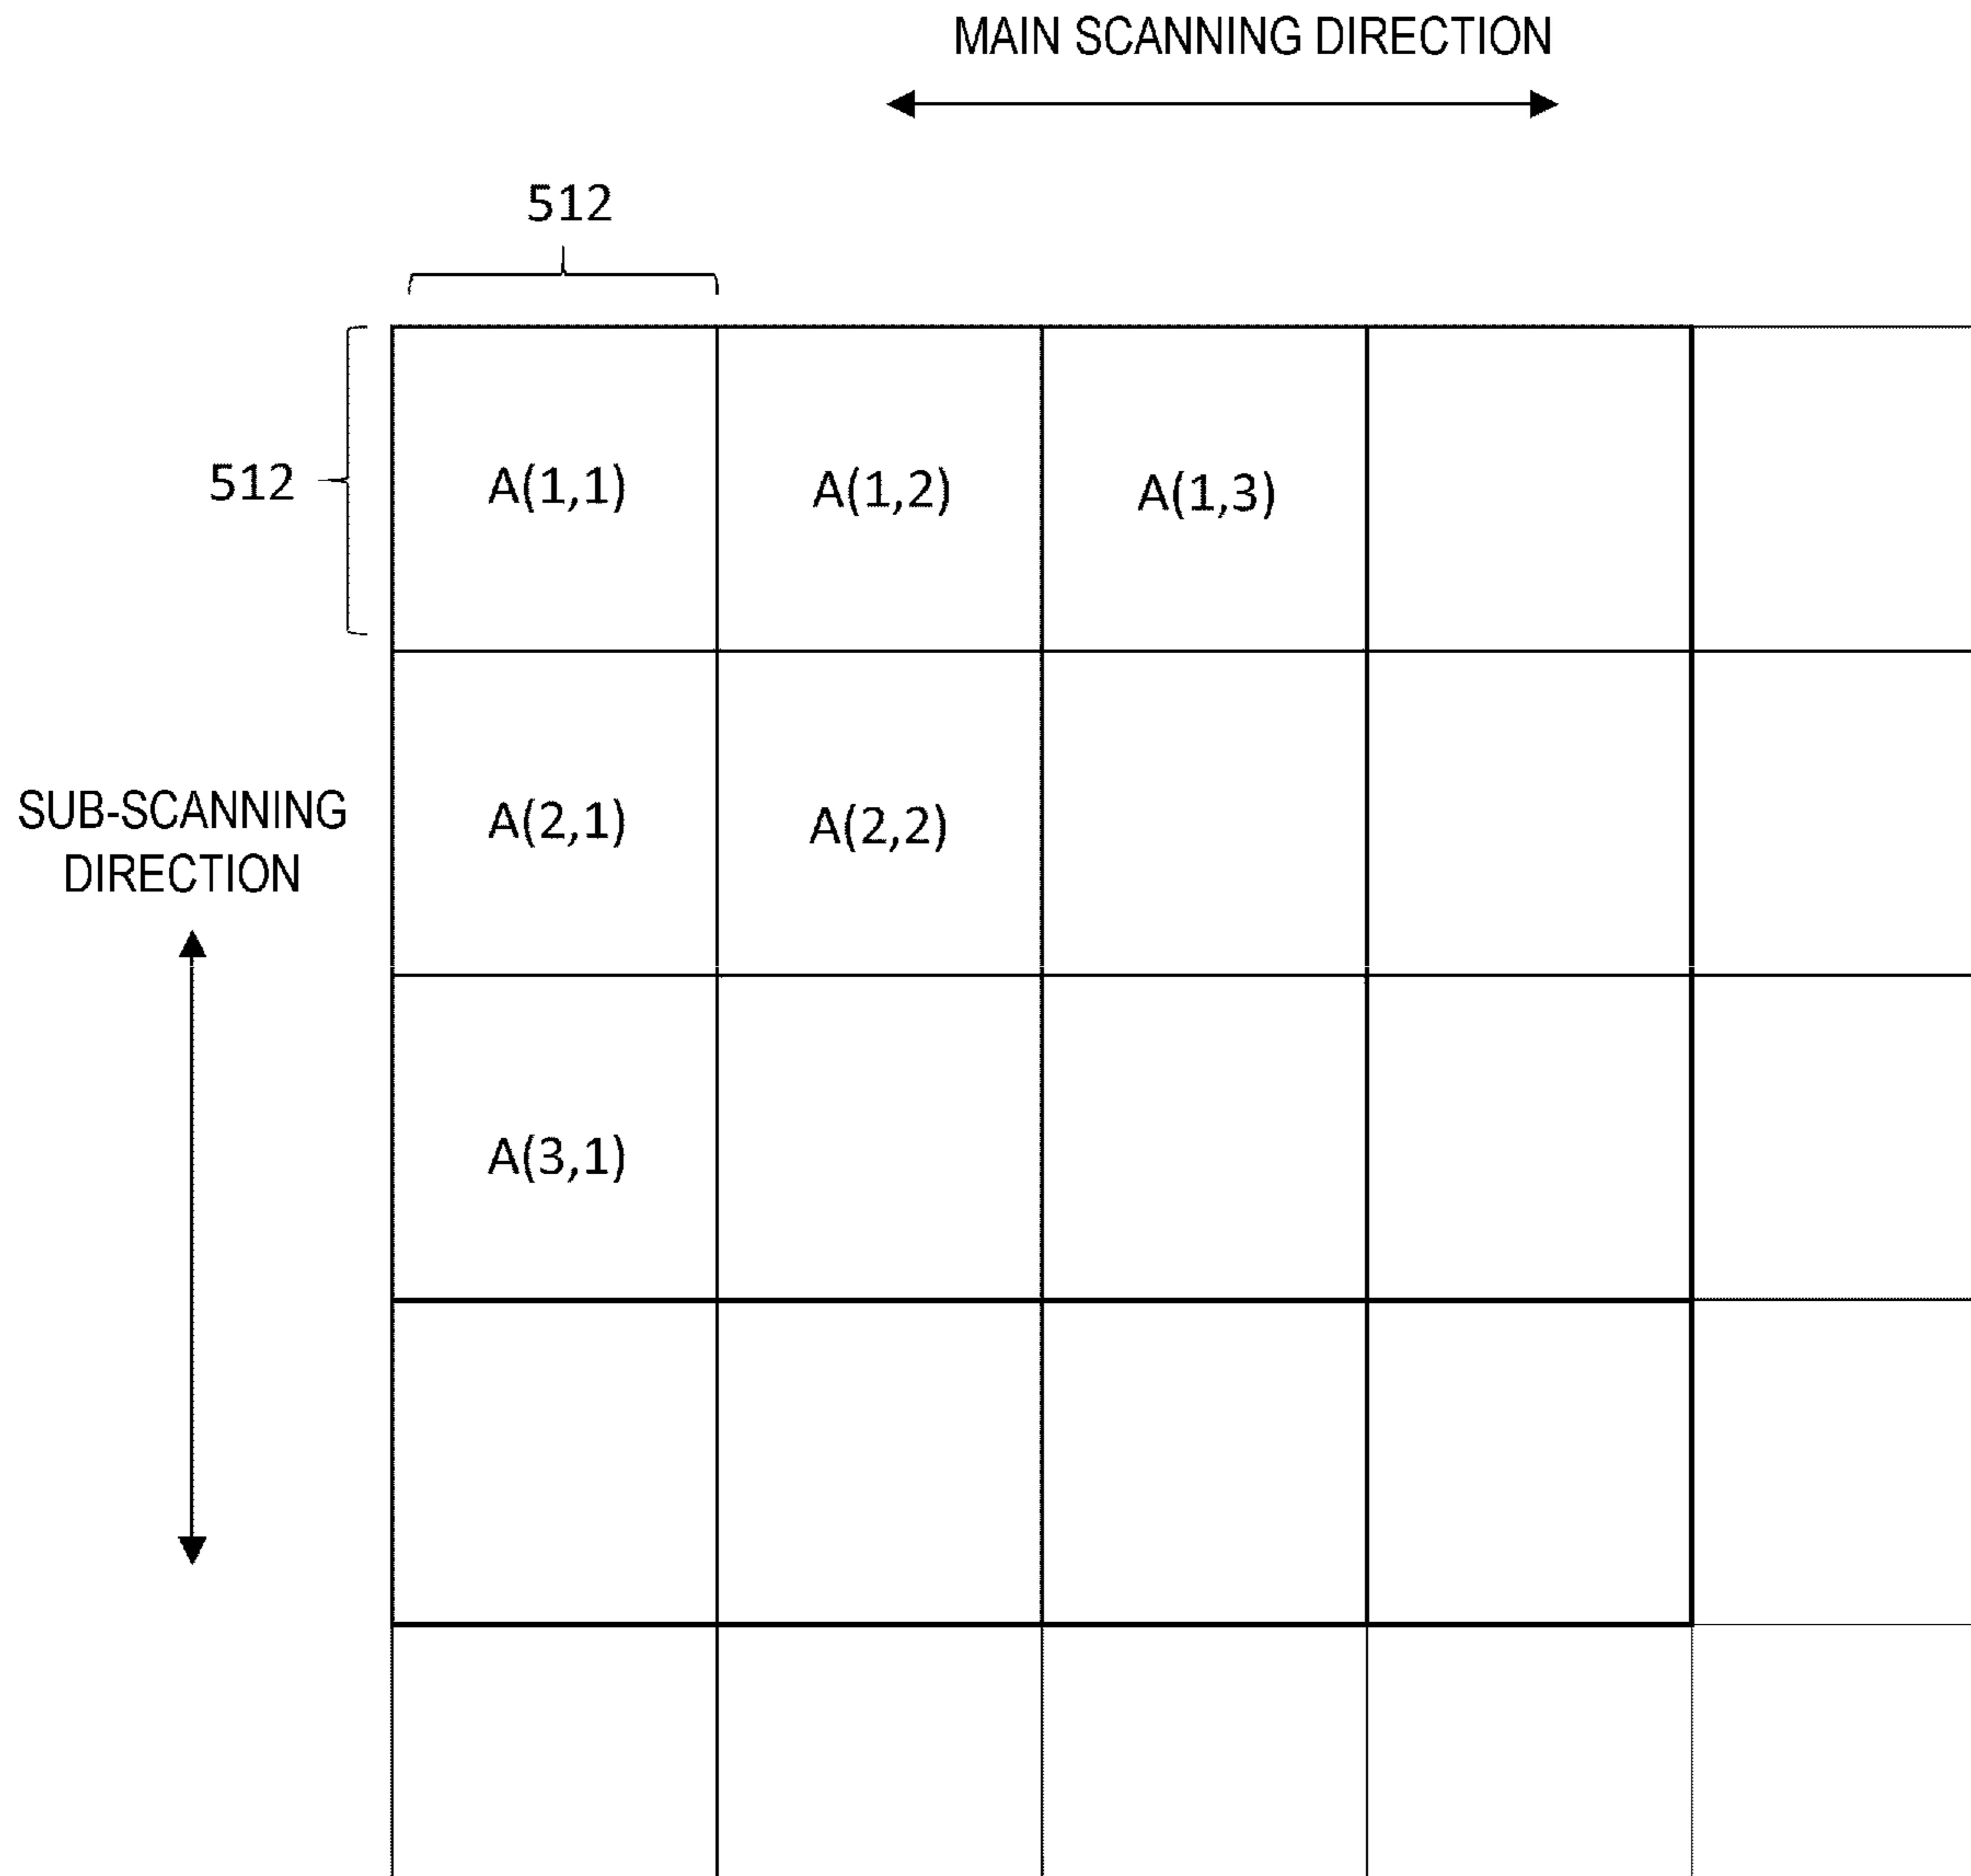 MAIN SCANNING DIRECTION
512
512
A(1,1) A(1,2) A(1,3)
SUB-SCANNING
DIRECTION
A(2,1) A(2,2)
A(3,1)